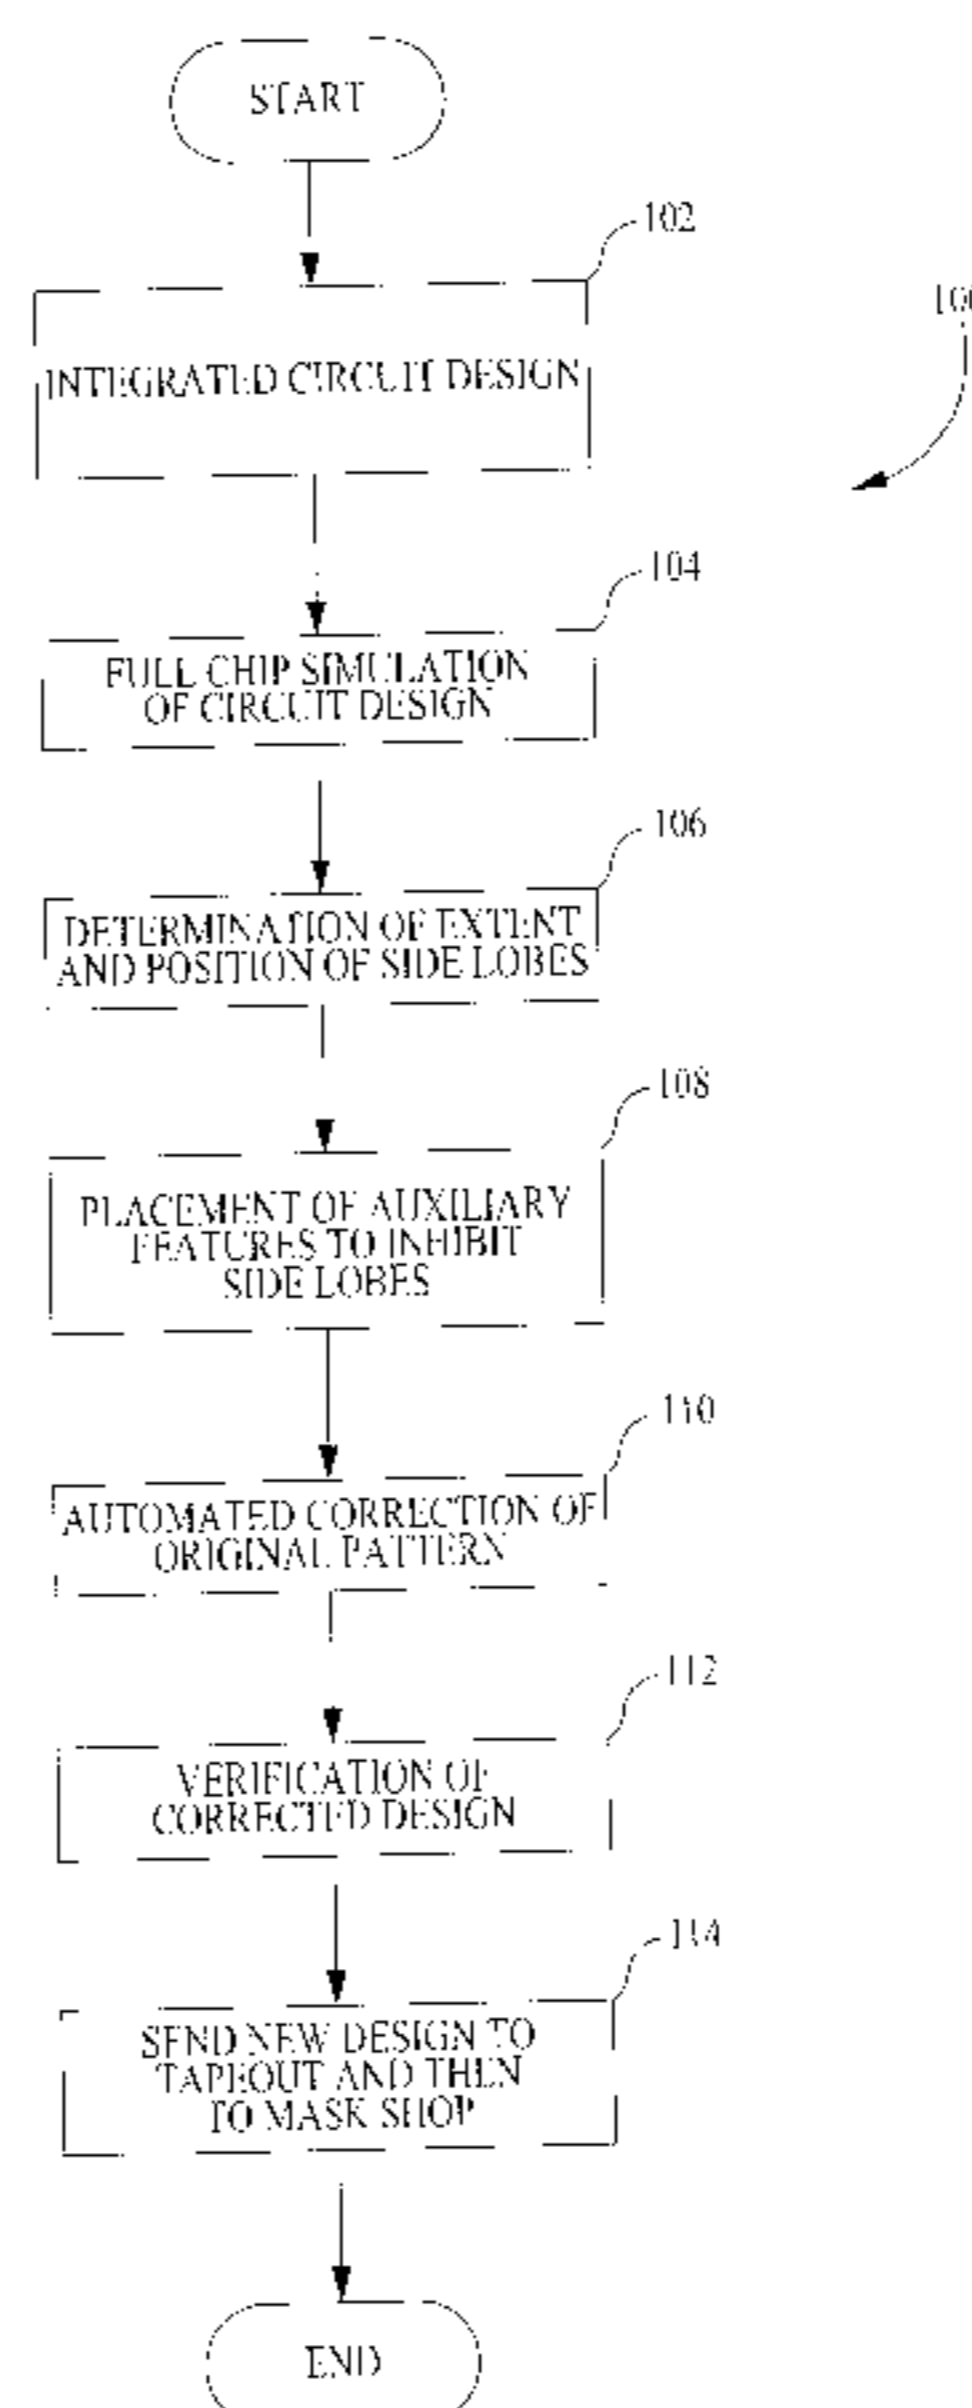 START
102
INTEGRATED CIRCUIT DESIGN
104
FULL CHIP SIMULATION
OF CIRCUIT DESIGN
106
DETERMINATION OF EXTENT
AND POSITION OF SIDE LOBES
108
PLACEMENT OF AUXILIARY
FEATURES TO INHIBIT
SIDE LOBES
110
AUTOMATED CORRECTION OF
ORIGINAL PATTERN
112
VERIFICATION OF
CORRECTED DESIGN
114
SEND NEW DESIGN TO
TAPEOUT AND THEN
TO MASK SHOP
END